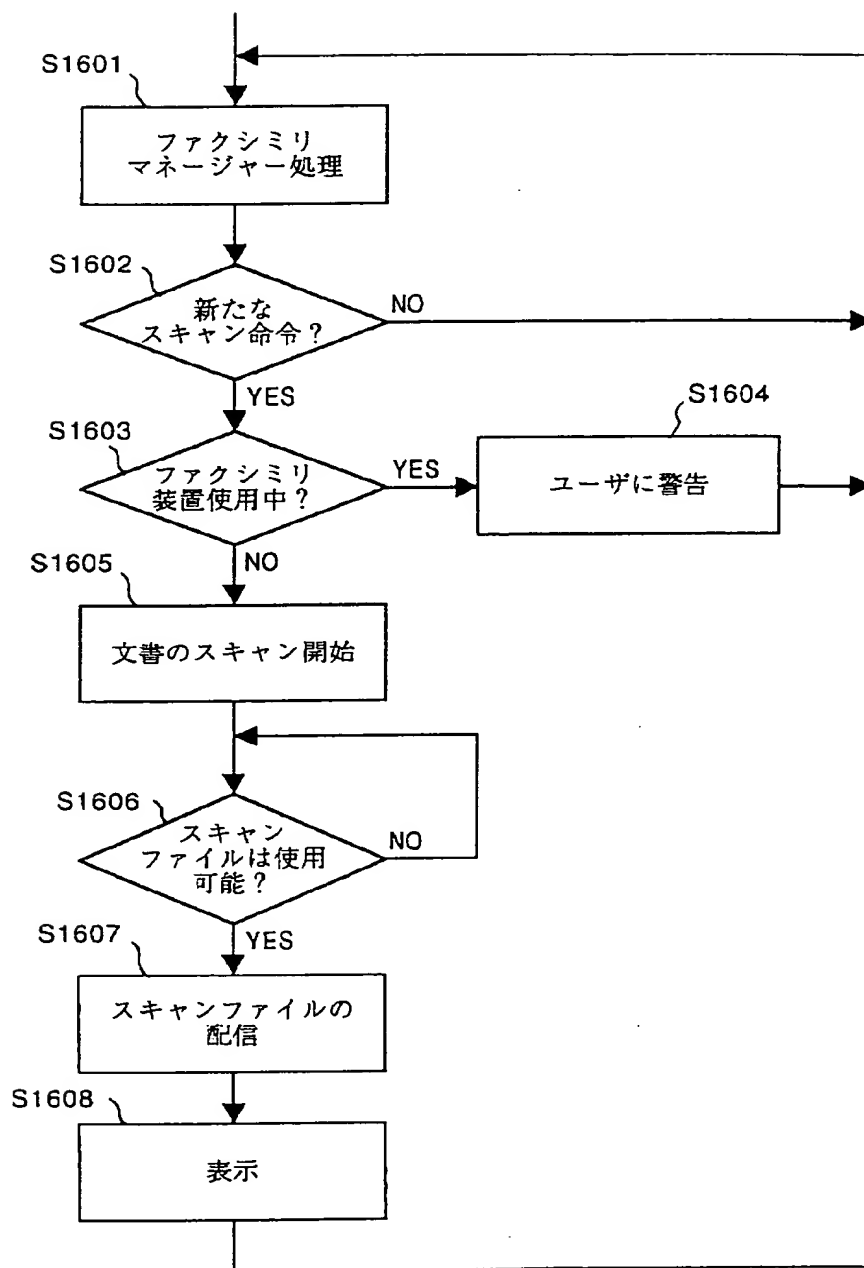 S1601
ファクシミリ
マネージャー処理
S1602
新たな
スキャン命令？
NO
YES
S1603
ファクシミリ
装置使用中？
YES
S1604
ユーザに警告
NO
S1605
文書のスキャン開始
S1606
スキャン
ファイルは使用
可能？
NO
YES
S1607
スキャンファイルの
配信
S1608
表示